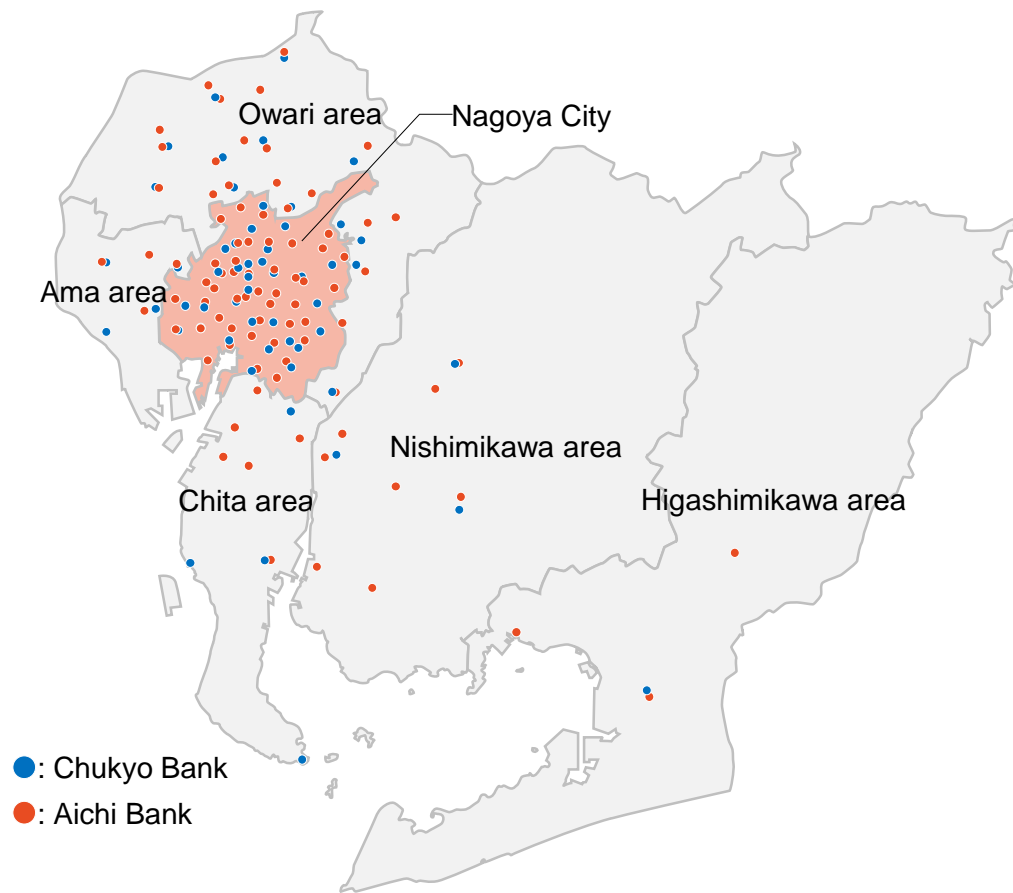 Owari area
Nagoya City
Ama area
Nishimikawa area
Chita area
Higashimikawa area
: Chukyo Bank
: Aichi Bank